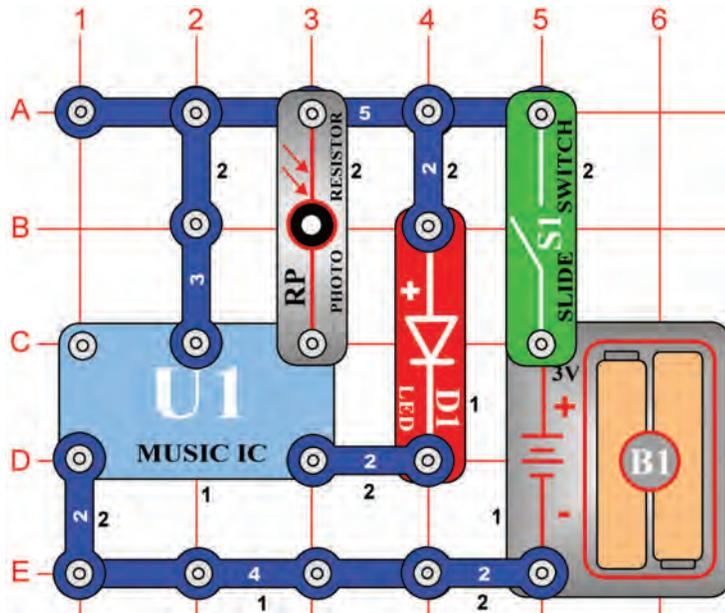 1 2 3 4 5 6
A
5
2
2
2
2
2
RESISTOR
PHOTO
RP
SLIDE SWITCH
S1
B
3
+
C
U1
MUSIC IC
D1
LED
1
3V
+
B1
-
D
2
2
1
1
2
2
E
4
2
1
2